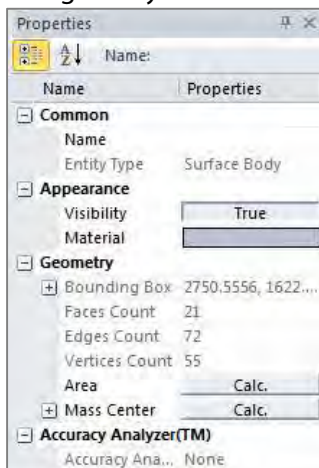 Properties
Name:
Name Properties
Common
Name
Entity Type Surface Body
Appearance
Visibility True
Material
Geometry
Bounding Box 2750.5556, 1622....
Faces Count 21
Edges Count 72
Vertices Count 55
Area Calc.
Mass Center Calc.
Accuracy Analyzer(TM)
Accuracy Ana... None